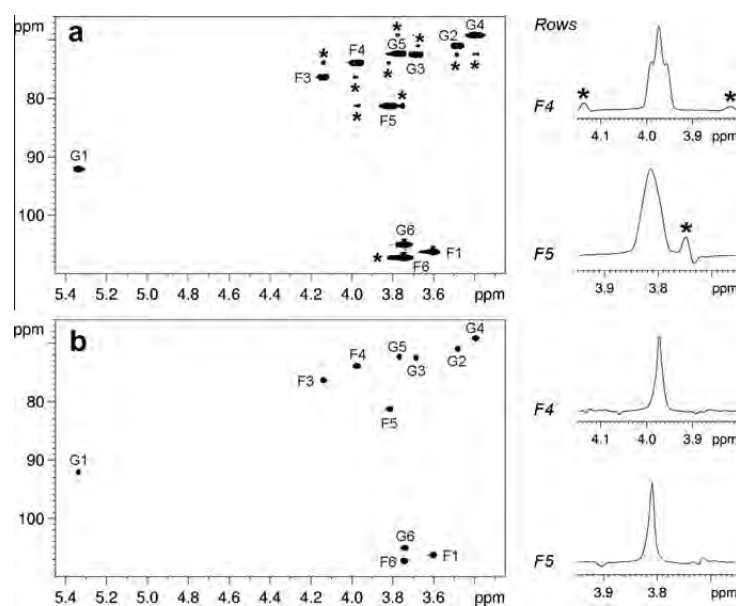 ppm
a
*
G4
G2
*
F4
G5
*
*
*
G3
*
*
F3
*
80
*
F5
*
90
G1
100
G6
*
F1
F6
5.4 5.2 5.0 4.8 4.6 4.4 4.2 4.0 3.8 3.6 ppm
ppm
b
G4
F4
G5
G2
G3
F3
80
F5
90
G1
100
G6
F6
F1
5.4 5.2 5.0 4.8 4.6 4.4 4.2 4.0 3.8 3.6 ppm
Rows
*
*
F4
4.1 4.0 3.9 ppm
*
F5
3.9 3.8 ppm
F4
4.1 4.0 3.9 ppm
F5
3.9 3.8 ppm